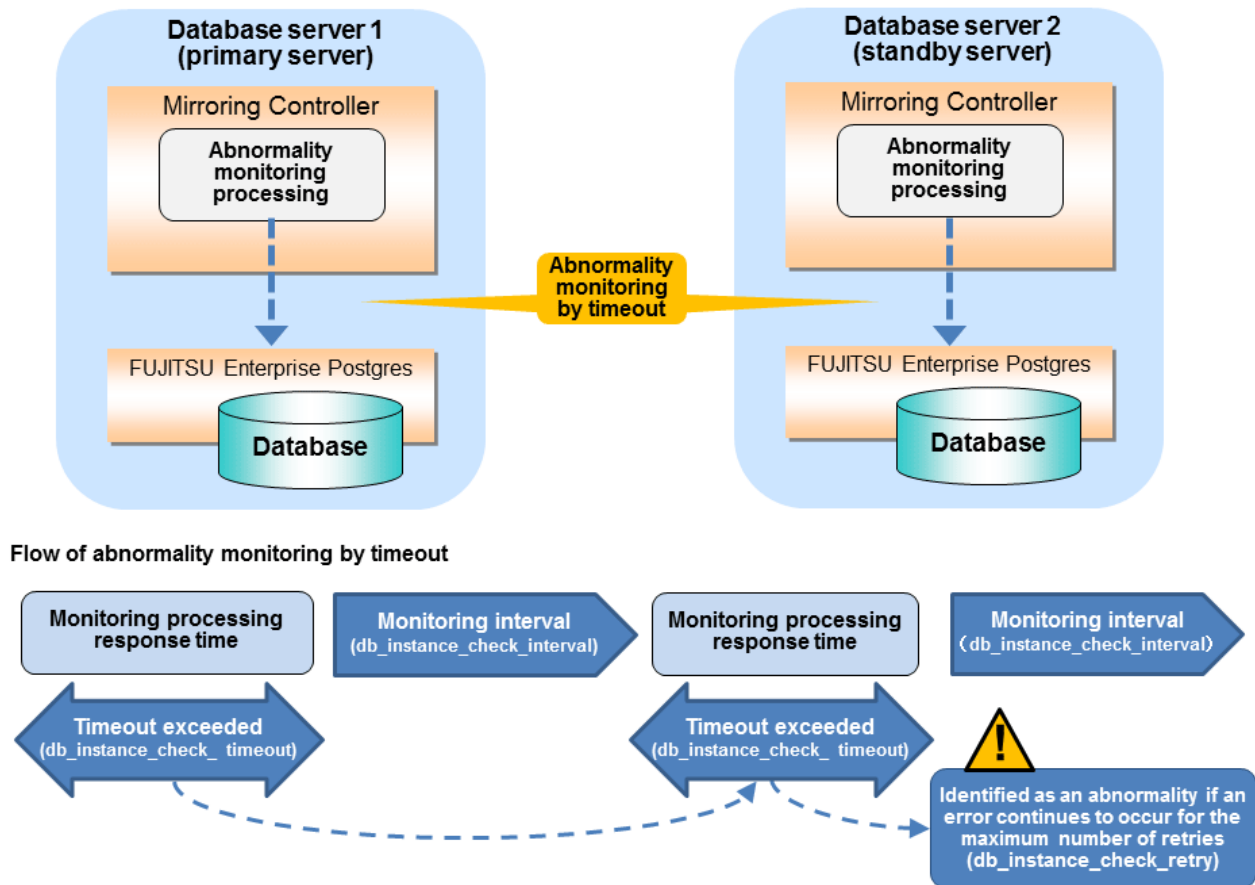 Database server 1
(primary server)
Mirroring Controller
Abnormality
monitoring
processing
FUJITSU Enterprise Postgres
Database
Abnormality
monitoring
by timeout
Database server 2
(standby server)
Mirroring Controller
Abnormality
monitoring
processing
FUJITSU Enterprise Postgres
Database
Flow of abnormality monitoring by timeout
Monitoring processing
response time
Monitoring interval
(db_instance_check_interval)
Monitoring processing
response time
Monitoring interval
（db_instance_check_interval）
Timeout exceeded
(db_instance_check_ timeout)
Timeout exceeded
(db_instance_check_ timeout)
!
Identified as an abnormality if an
error continues to occur for the
maximum number of retries
(db_instance_check_retry)